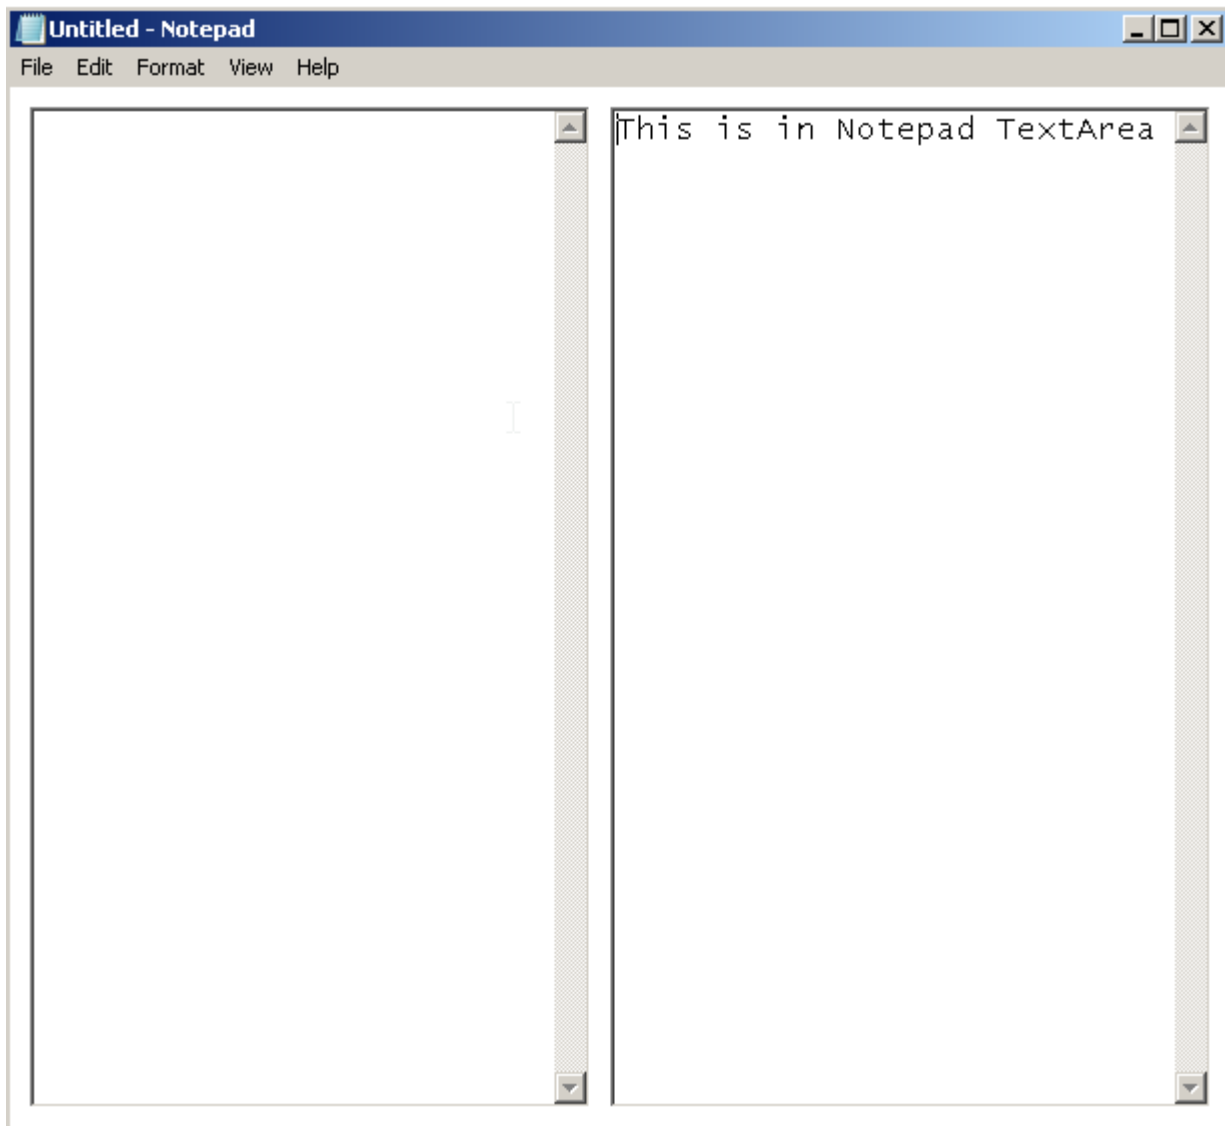 Untitled - Notepad
File Edit Format View Help
This is in Notepad TextArea